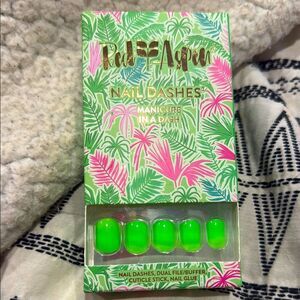 Red Aspen
NAIL DASHES
MANICURE
IN A DASH
NAIL DASHES, DUAL FILE/BUFFER,
CUTICLE STICK, NAIL GLUE